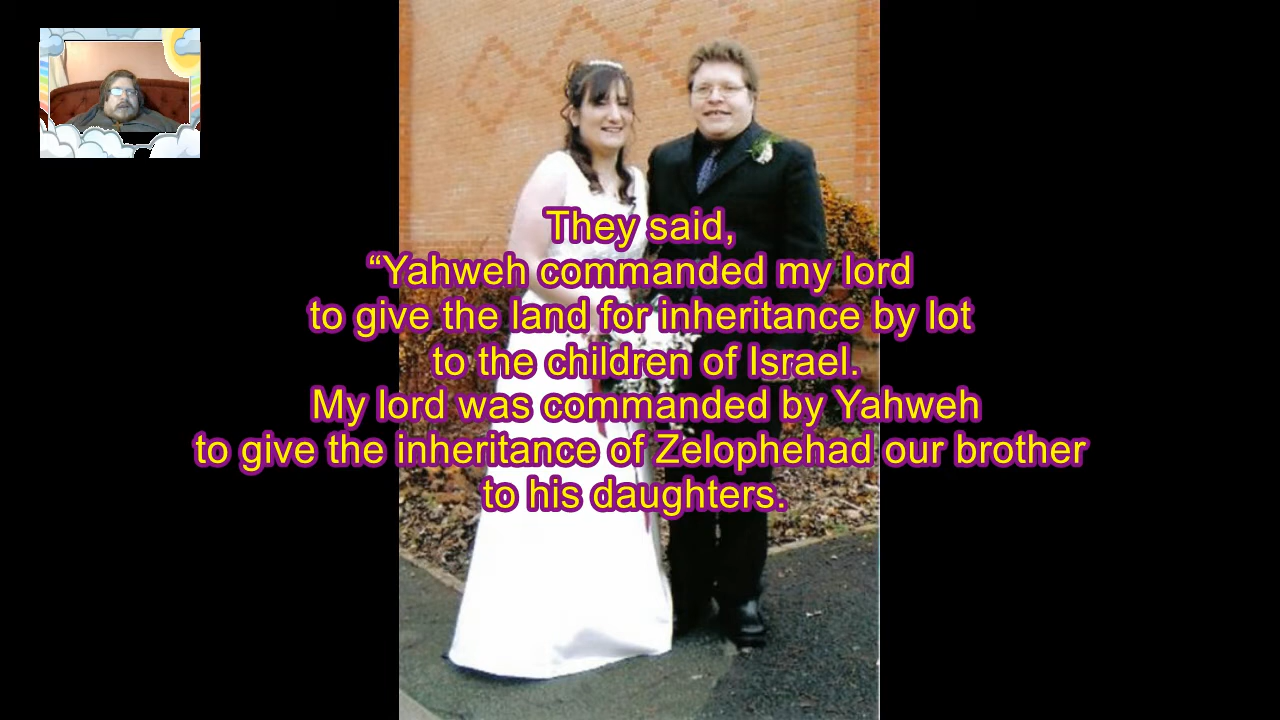 They said,
“Yahweh commanded my lord
to give the land for inheritance by lot
to the children of Israel.
My lord was commanded by Yahweh
to give the inheritance of Zelophehad our brother
to his daughters.